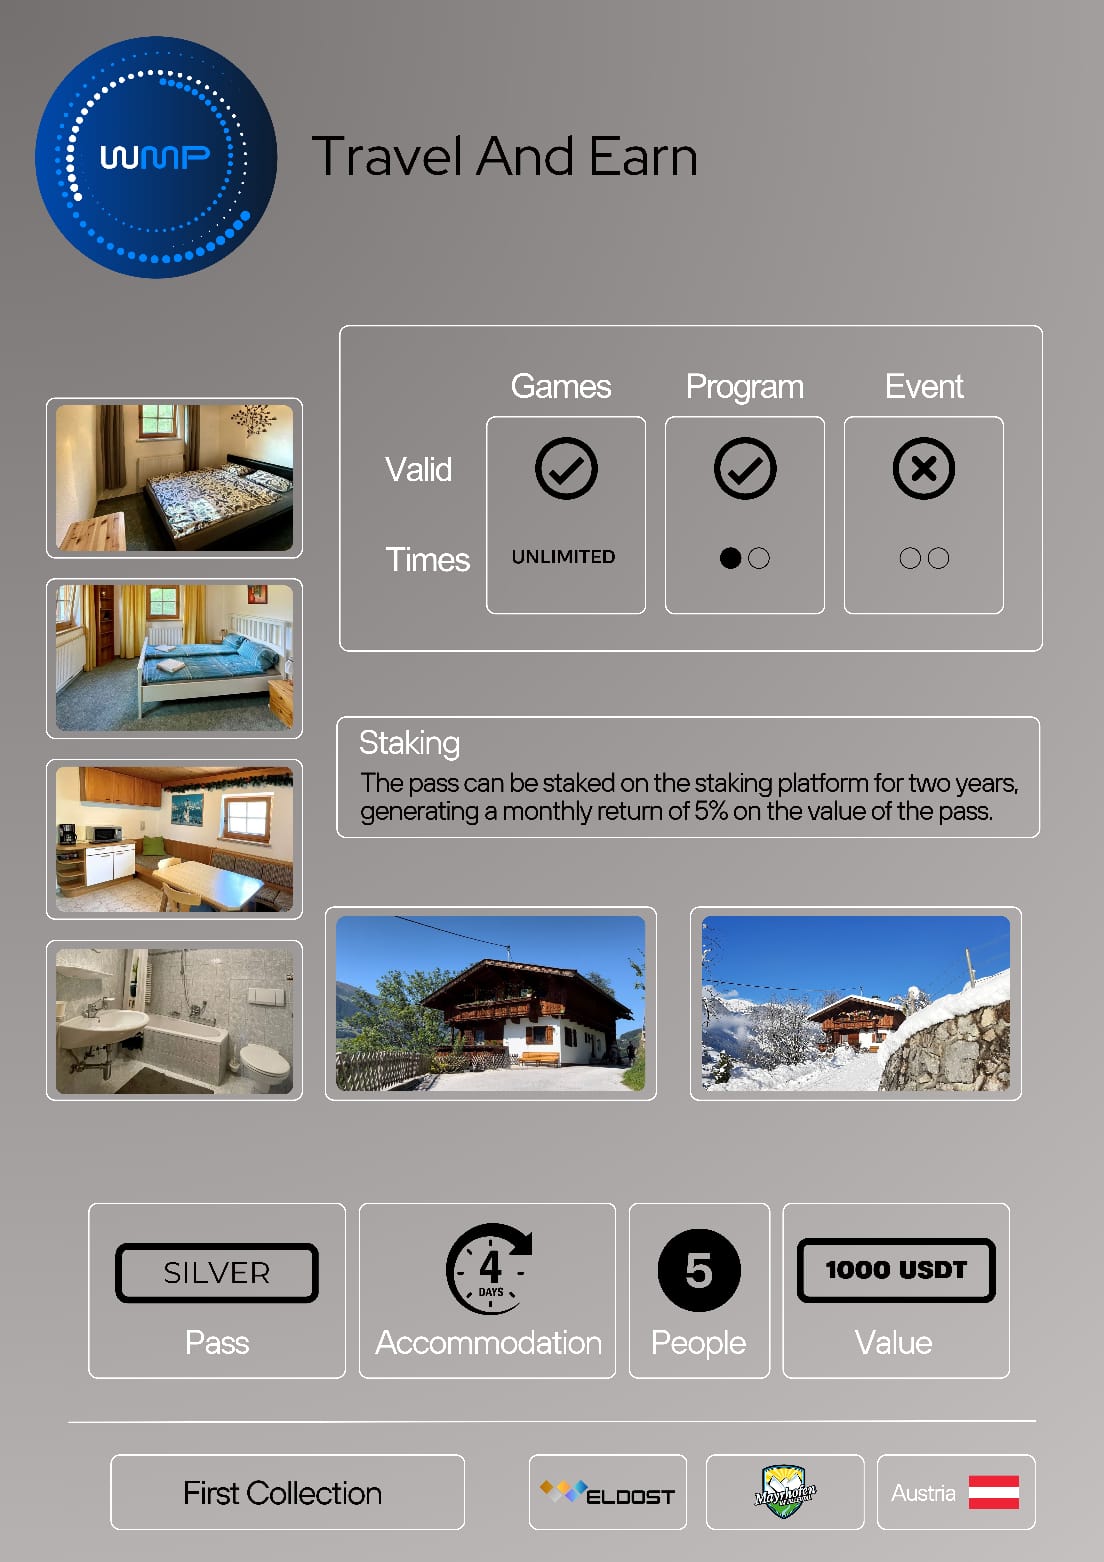 WMP
Travel And Earn
Games Program Event
Valid
Times UNLIMITED
Staking
The pass can be staked on the staking platform for two years,
generating a monthly return of 5% on the value of the pass.
SILVER
Pass
4
DAYS
Accommodation
5
People
1000 USDT
Value
First Collection
ELDOST
Mayrhofen
Austria